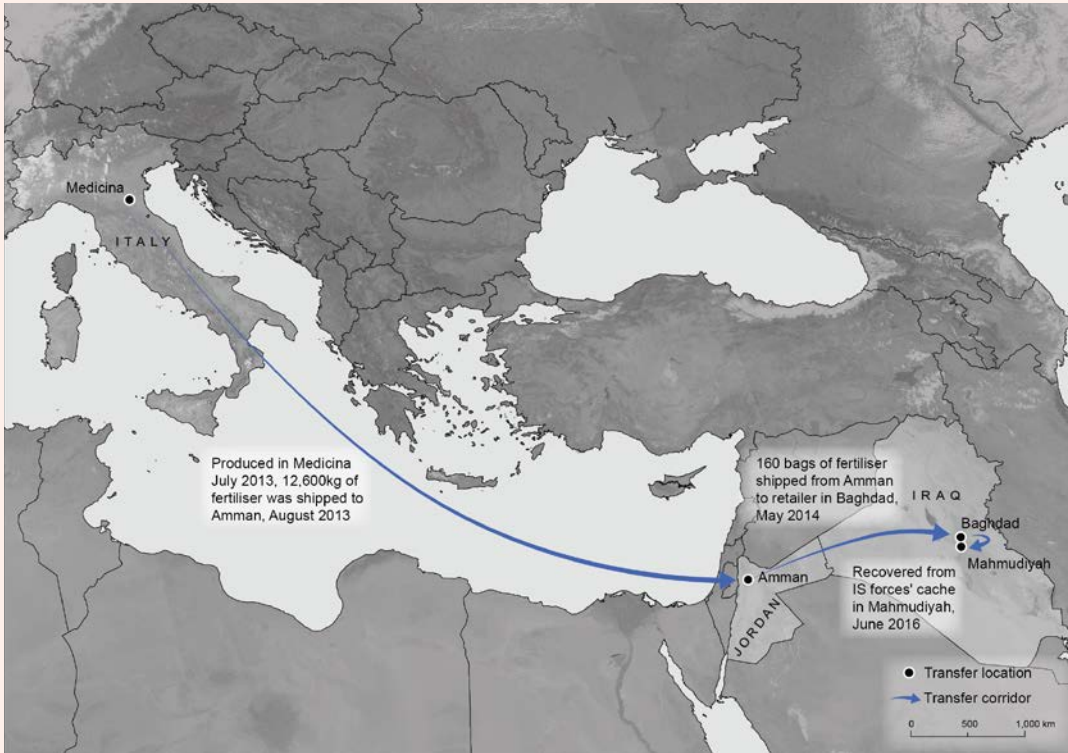 Medicina
ITALY
Produced in Medicina
July 2013, 12,600kg of
fertiliser was shipped to
Amman, August 2013
160 bags of fertiliser
shipped from Amman
to retailer in Baghdad,
May 2014
IRAQ
Baghdad
Mahmudiyah
Amman
JORDAN
Recovered from
IS forces' cache
in Mahmudiyah,
June 2016
Transfer location
Transfer corridor
0 500 1,000 km